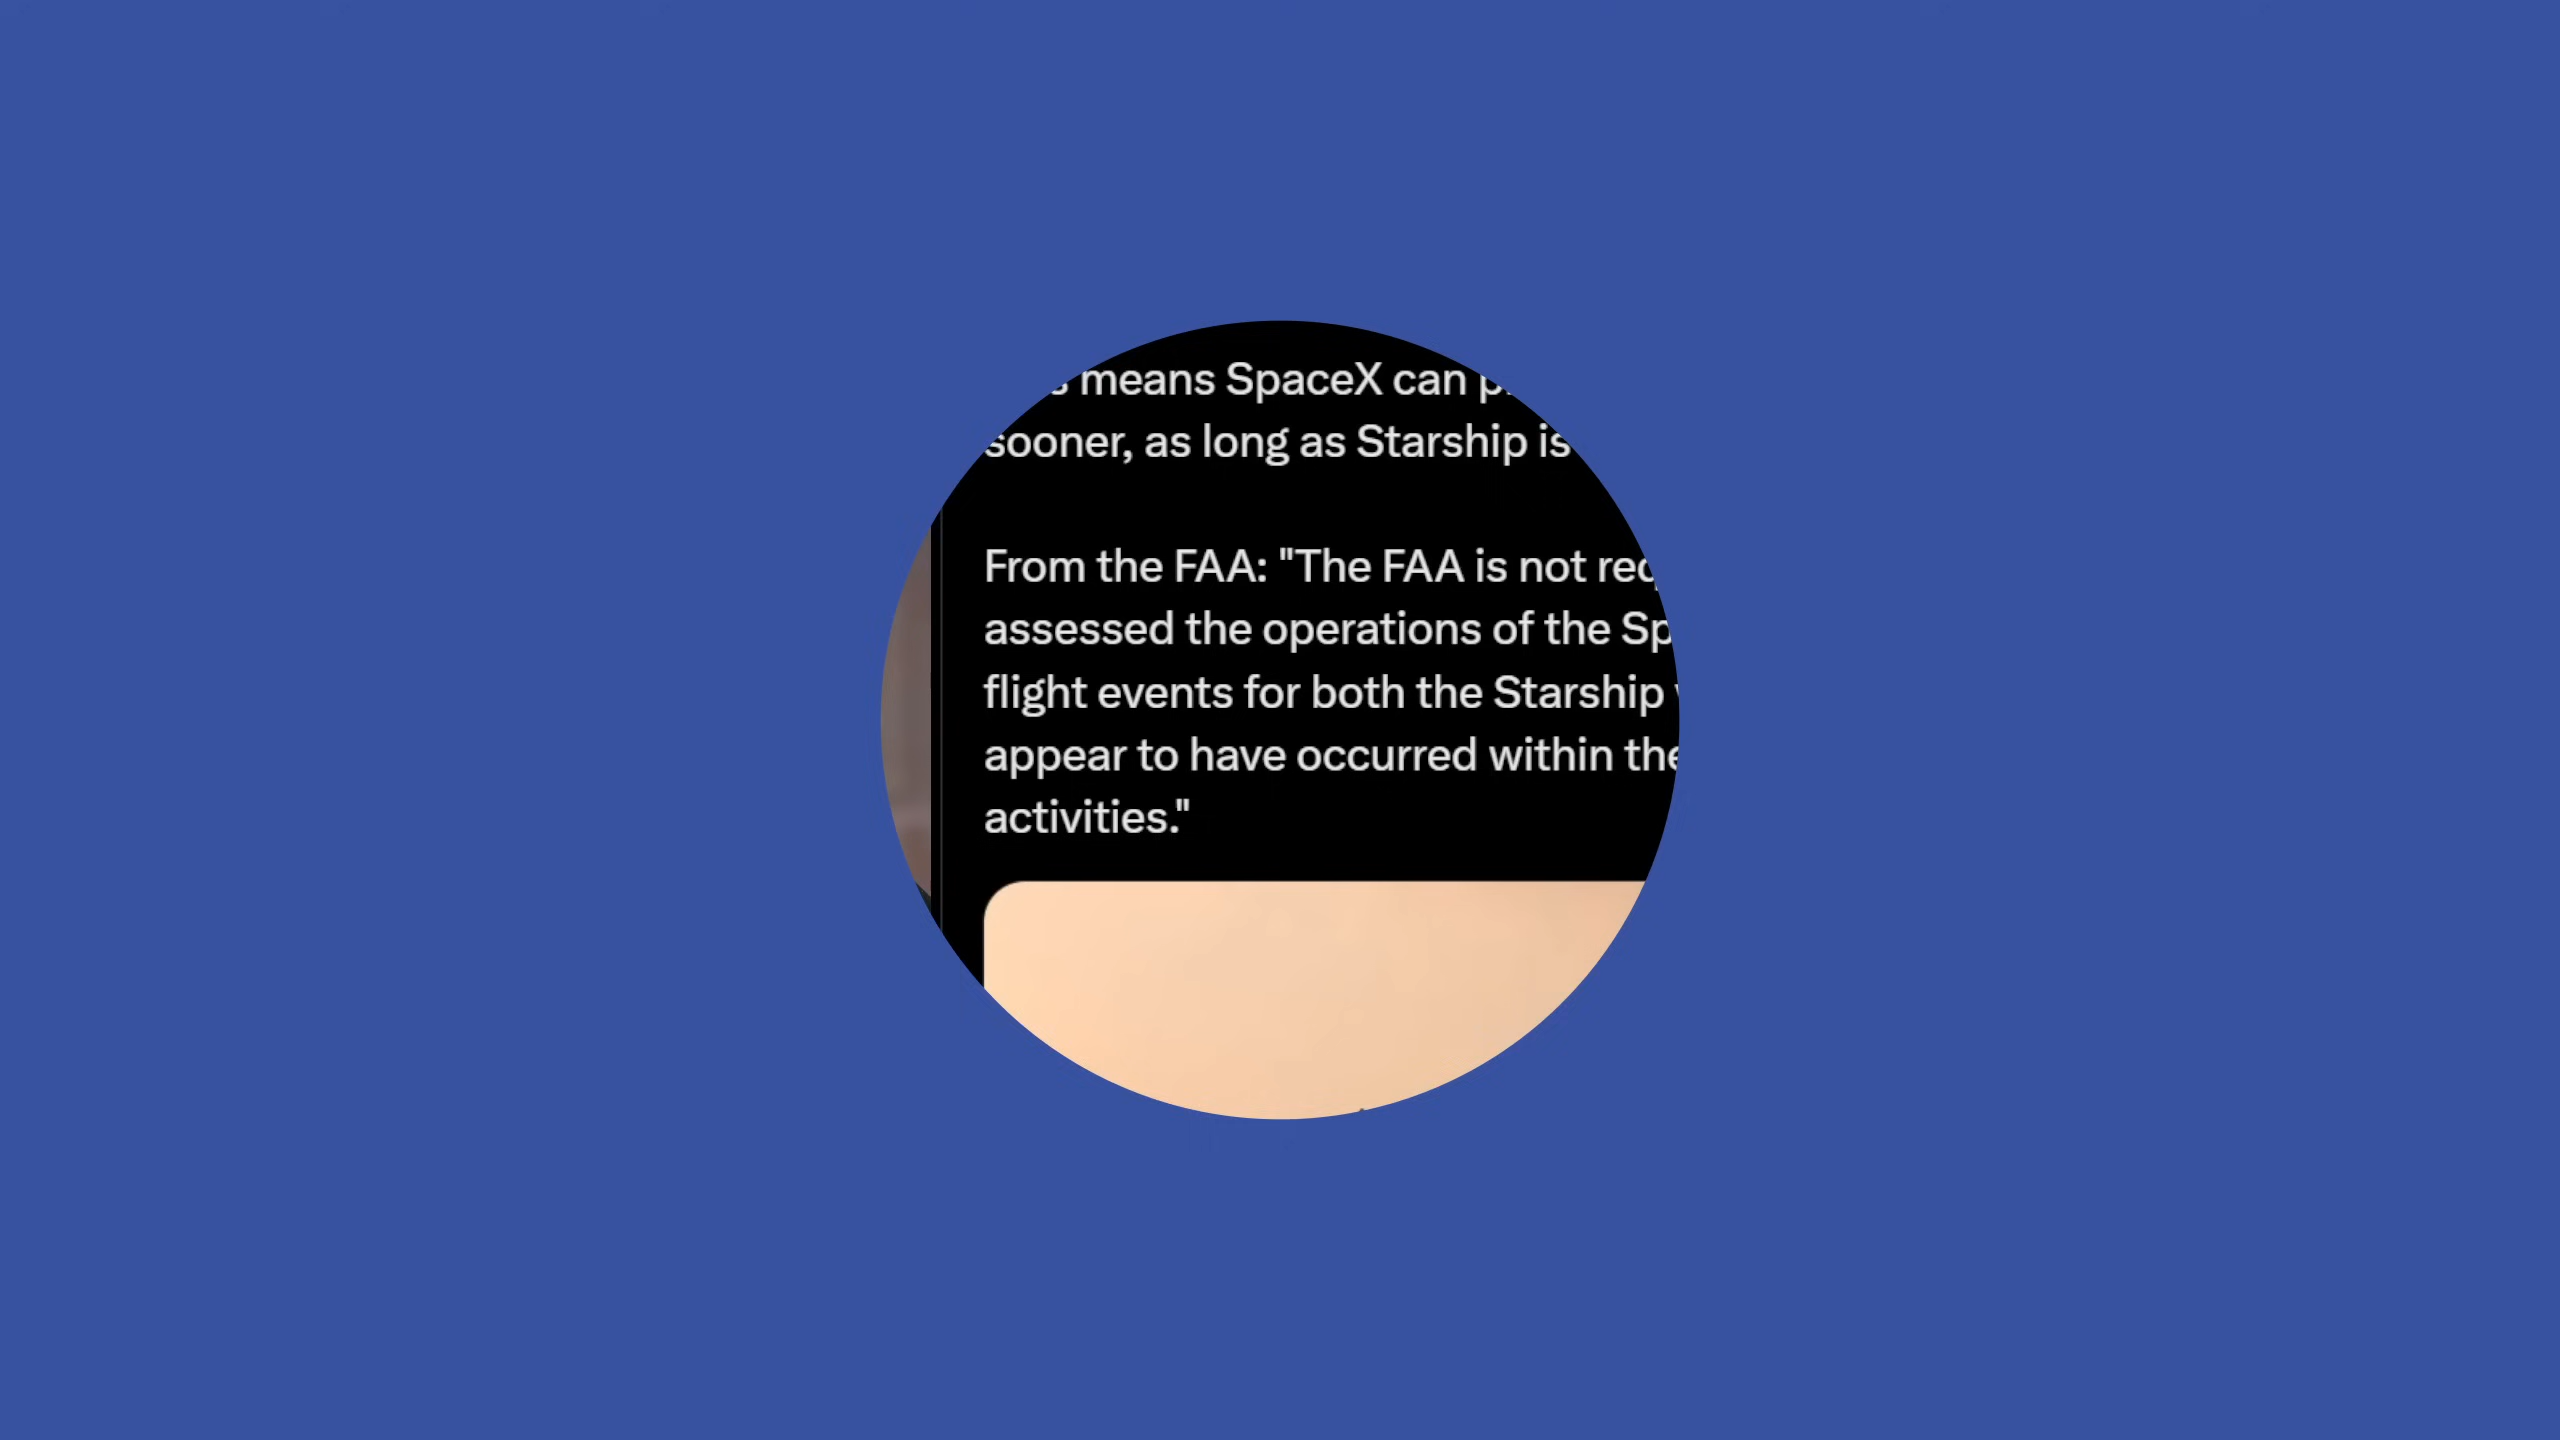 means SpaceX can
sooner, as long as Starship is
From the FAA: "The FAA is not
assessed the operations of the
flight events for both the Starship
appear to have occurred within the
activities."